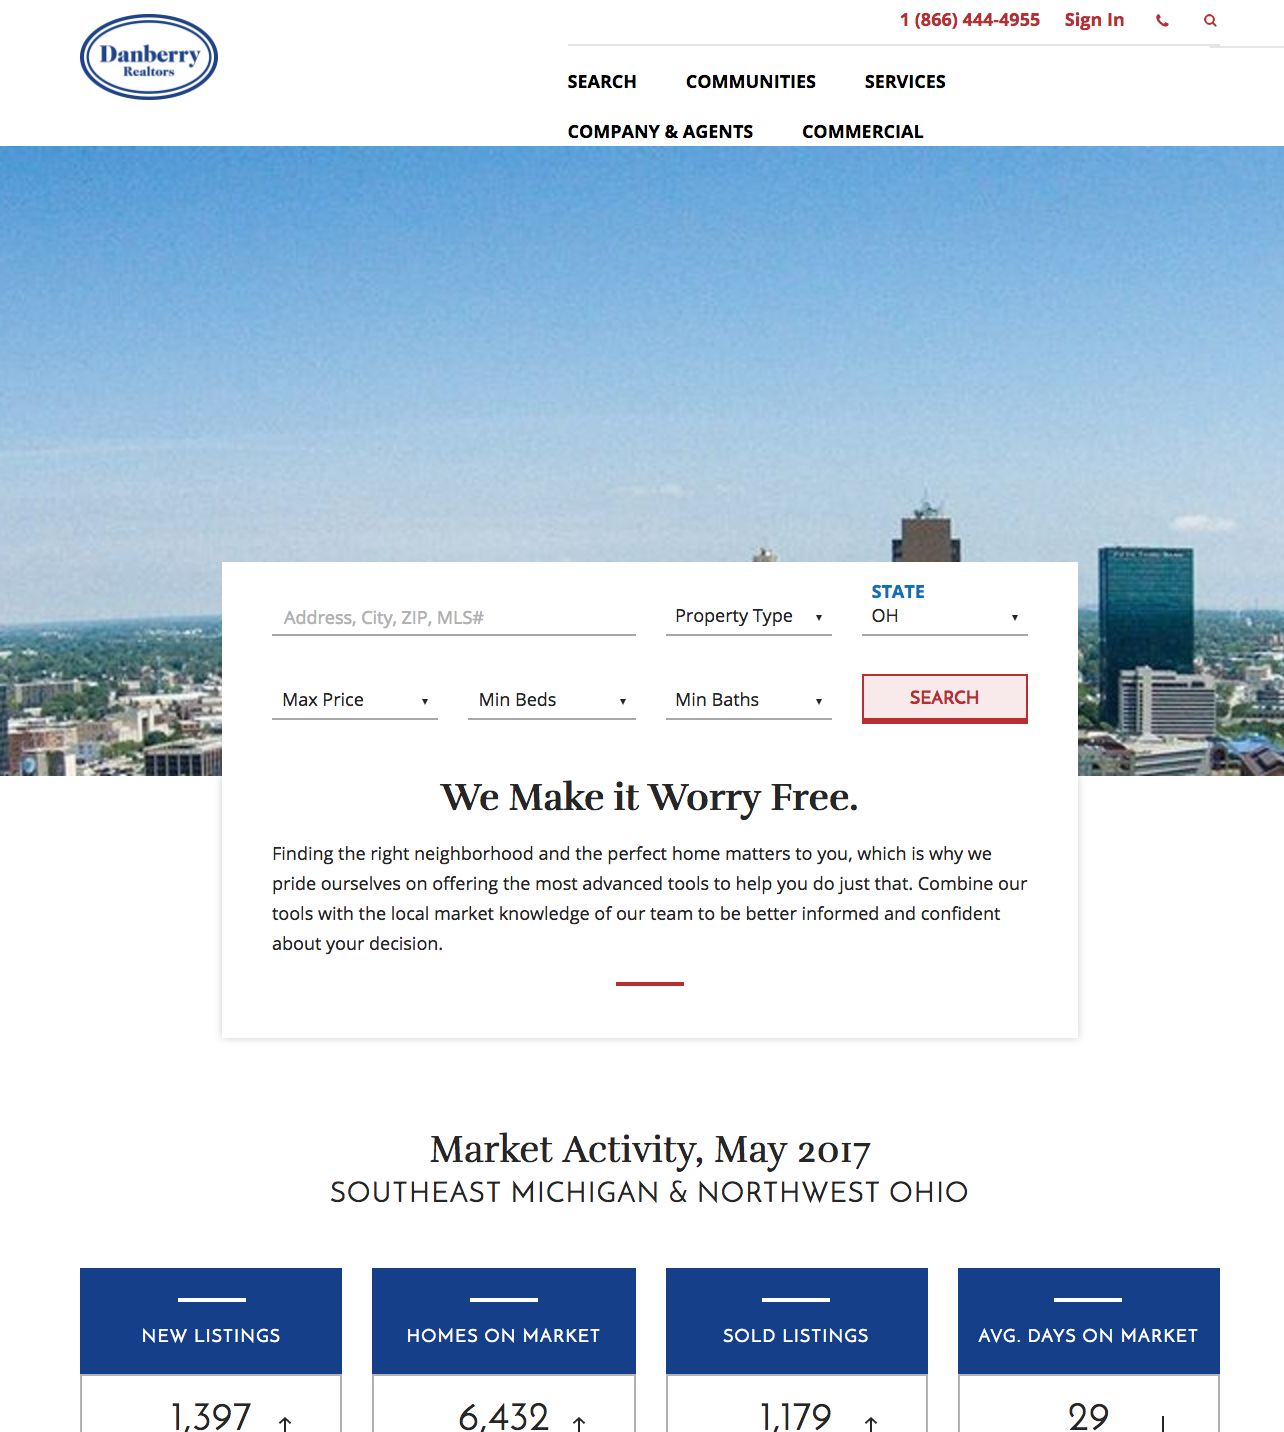 Danberry
Realtors
1 (866) 444-4955 Sign In
SEARCH COMMUNITIES SERVICES
COMPANY & AGENTS COMMERCIAL
FIFTH THIRD BANK
STATE
Address, City, ZIP, MLS# Property Type OH
Max Price Min Beds Min Baths SEARCH
We Make it Worry Free.
Finding the right neighborhood and the perfect home matters to you, which is why we
pride ourselves on offering the most advanced tools to help you do just that. Combine our
tools with the local market knowledge of our team to be better informed and confident
about your decision.
Market Activity, May 2017
SOUTHEAST MICHIGAN & NORTHWEST OHIO
NEW LISTINGS HOMES ON MARKET SOLD LISTINGS AVG. DAYS ON MARKET
1,397 6,432 1,179 29